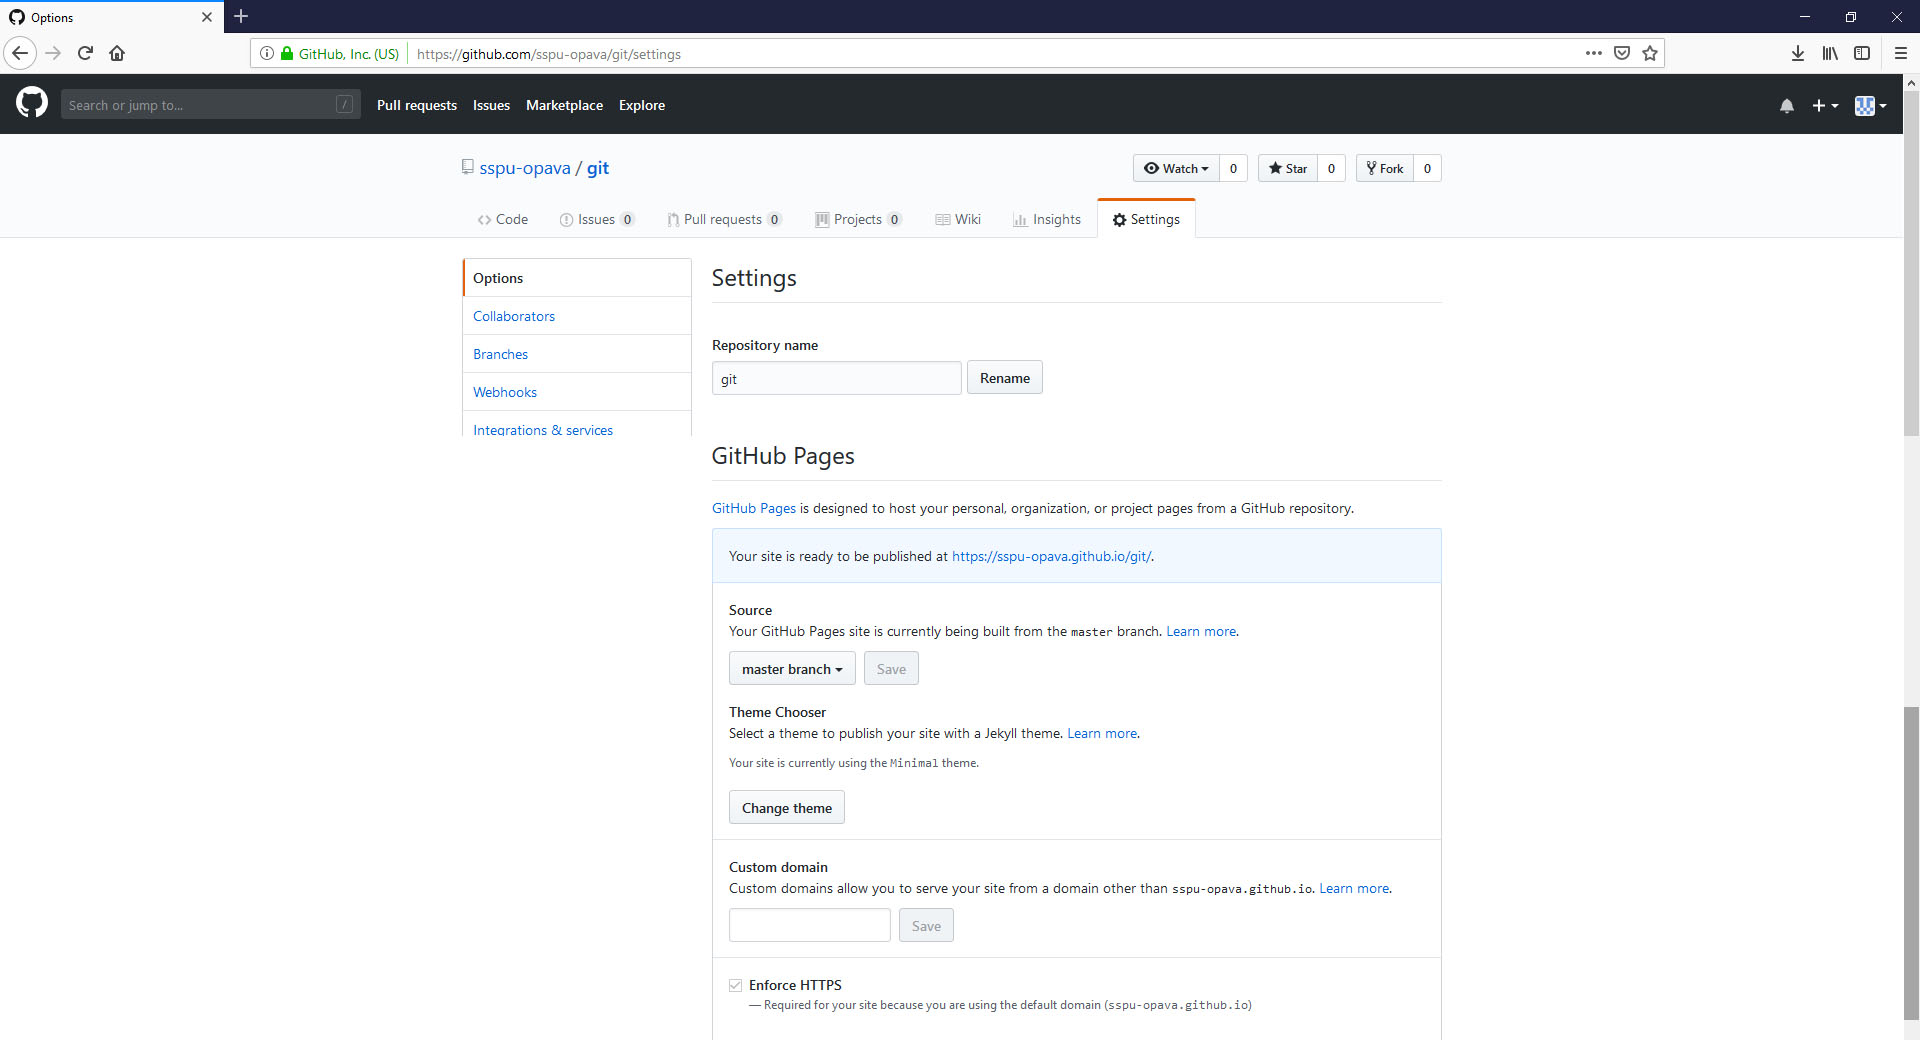 Options
GitHub, Inc. (US)
https://github.com/sspu-opava/git/settings
Search or jump to... /
Pull requests Issues Marketplace Explore
sspu-opava / git
Watch 0 Star 0 Fork 0
Code Issues 0 Pull requests 0 Projects 0 Wiki Insights Settings
Options
Collaborators
Branches
Webhooks
Integrations & services
Settings
Repository name
git Rename
GitHub Pages
GitHub Pages is designed to host your personal, organization, or project pages from a GitHub repository.
Your site is ready to be published at https://sspu-opava.github.io/git/.
Source
Your GitHub Pages site is currently being built from the master branch. Learn more.
master branch Save
Theme Chooser
Select a theme to publish your site with a Jekyll theme. Learn more.
Your site is currently using the Minimal theme.
Change theme
Custom domain
Custom domains allow you to serve your site from a domain other than sspu-opava.github.io. Learn more.
Save
Enforce HTTPS
— Required for your site because you are using the default domain (sspu-opava.github.io)